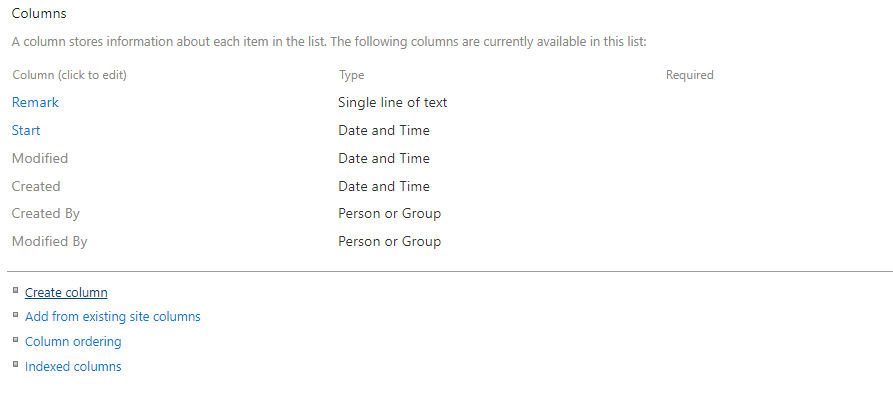 Columns
A column stores information about each item in the list. The following columns are currently available in this list:
Column (click to edit) Type Required
Remark Single line of text
Start Date and Time
Modified Date and Time
Created Date and Time
Created By Person or Group
Modified By Person or Group
Create column
Add from existing site columns
Column ordering
Indexed columns